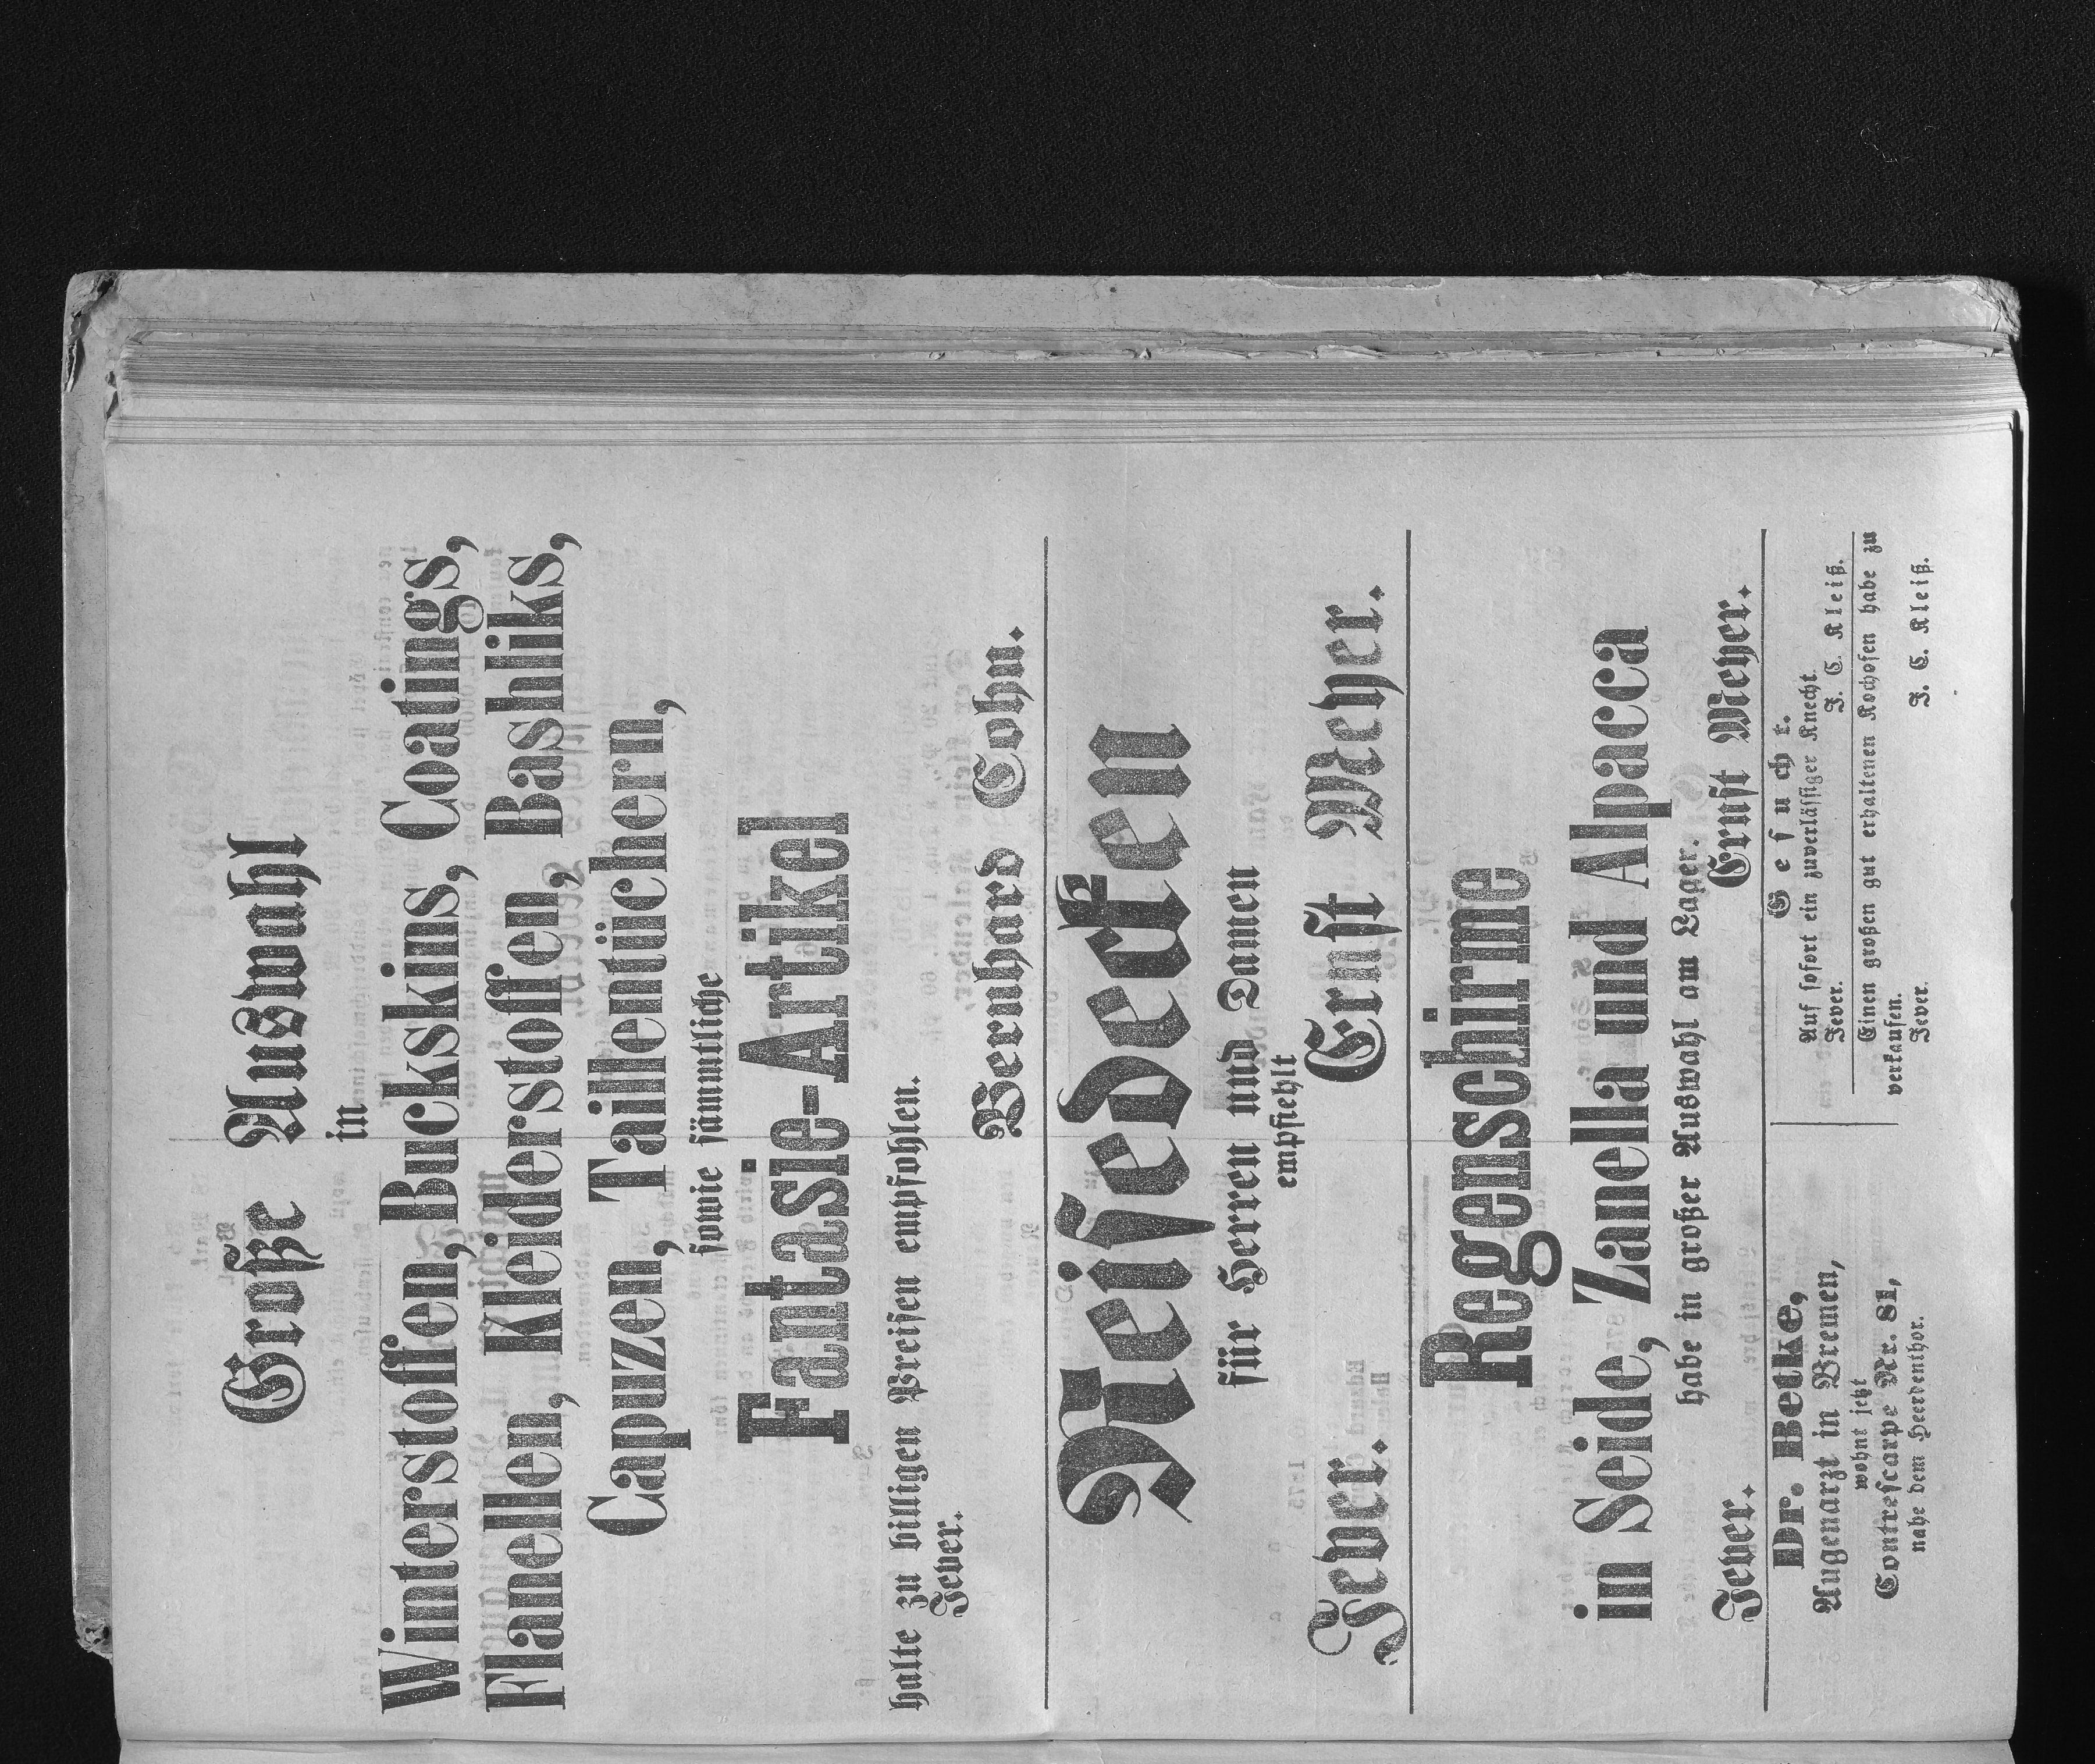 Große Auswahl
in
Winterstoffen, Buckskins, Coatings,
Flanellen, Kleiderstoffen, Bashliks,
Capuzen, Taillentüchern,
sowie sämmtliche
Fantasie-Artikel
halte zu billigen Preisen empfohlen.
Jever.
Bernhard Cohn.
Reisedecken
für Herren und Damen
empfiehlt
Jever. Ernst Meyer.
Regenschirme
in Seide, Zanella und Alpacca
habe in großer Auswahl am Lager.
Jever. Ernst Meyer.
Dr. Betke,
Augenarzt in Bremen,
wohnt jetzt
Contrescarpe Nr. 81,
nahe dem Heerdenthor.
Gesucht.
Auf sofort ein zuverlässiger Knecht.
Jever. J. C. Kleiß.
Einen großen gut erhaltenen Kochofen habe zu
verkaufen.
Jever. J. C. Kleiß.